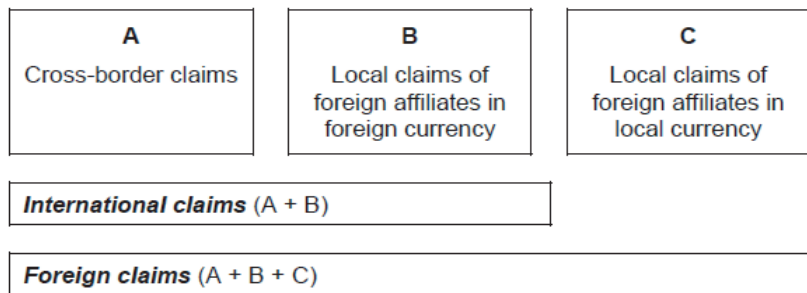 A
Cross-border claims
B
Local claims of
foreign affiliates in
foreign currency
C
Local claims of
foreign affiliates in
local currency
International claims (A + B)
Foreign claims (A + B + C)